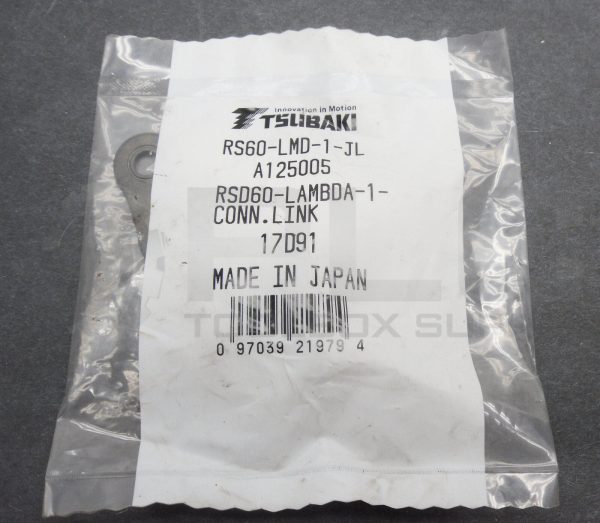 Innovation in Motion
TSUBAKI
RS60-LMD-1-JL
A125005
RSD60-LAMBDA-1-
CONN.LINK
17D91
MADE IN JAPAN
0 97039 21979 4